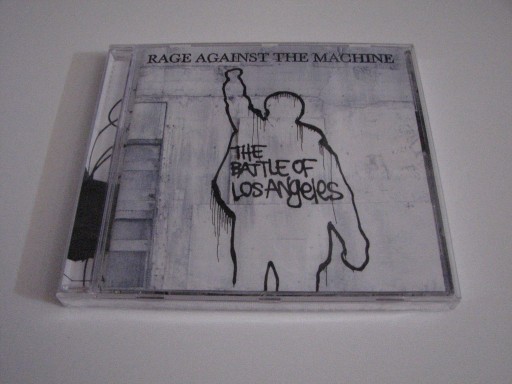 RAGE AGAINST THE MACHINE
THE
BATTLE OF
LOS ANgeles